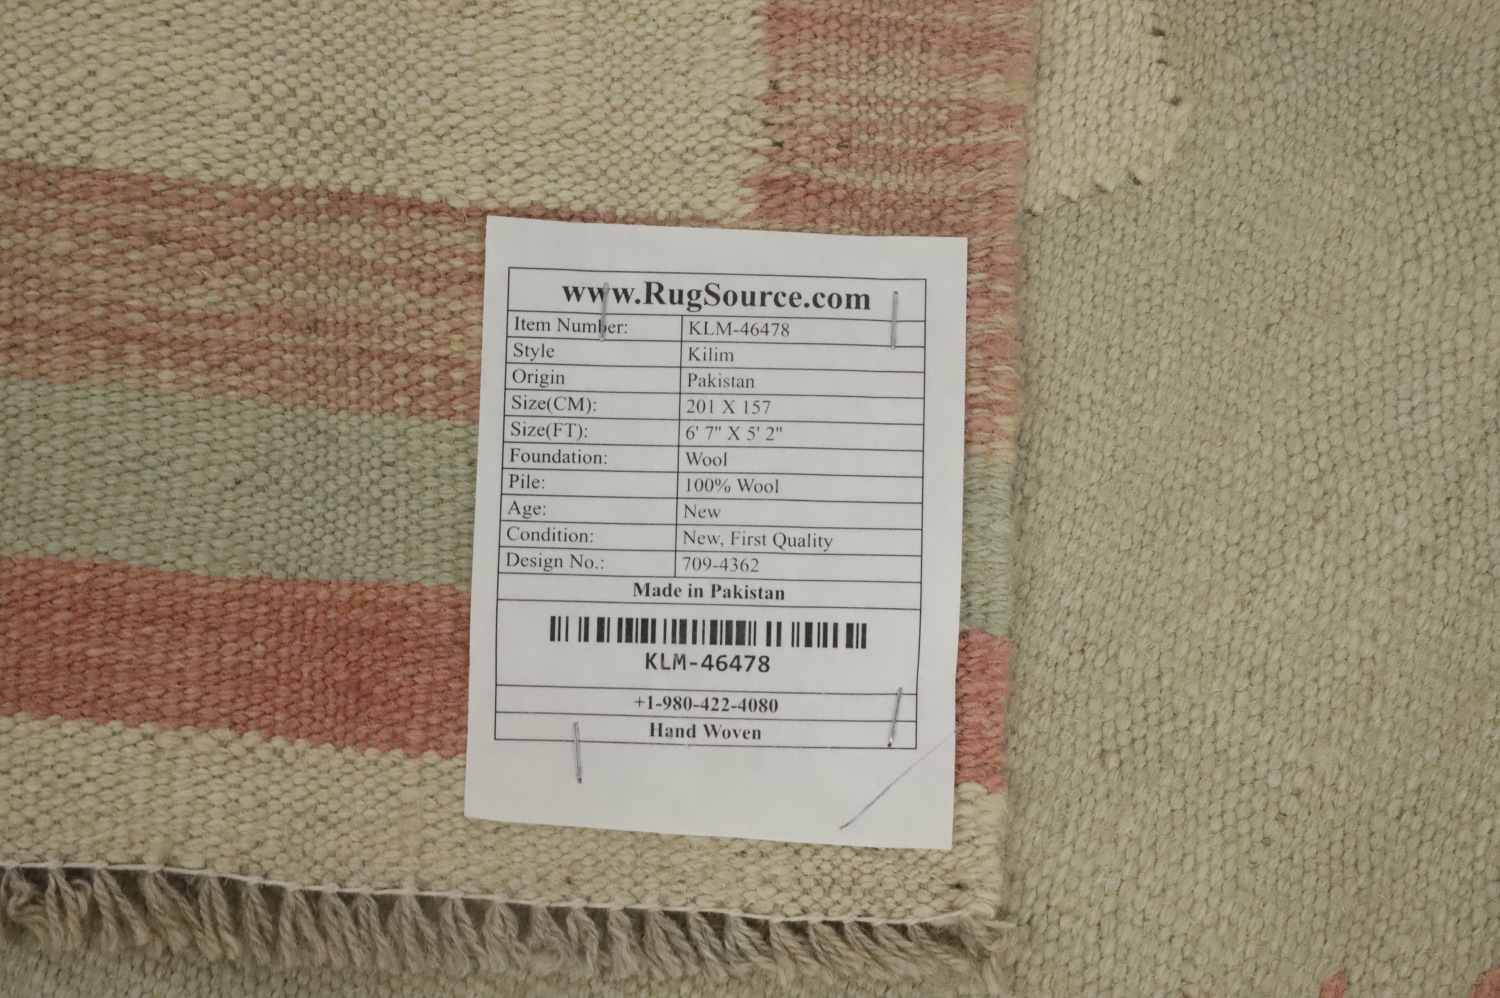 www.RugSource.com
Item Number: KLM-46478
Style Kilim
Origin Pakistan
Size(CM): 201 X 157
Size(FT): 6' 7" X 5' 2"
Foundation: Wool
Pile: 100% Wool
Age: New
Condition: New, First Quality
Design No.: 709-4362
Made in Pakistan
KLM-46478
+1-980-422-4080
Hand Woven